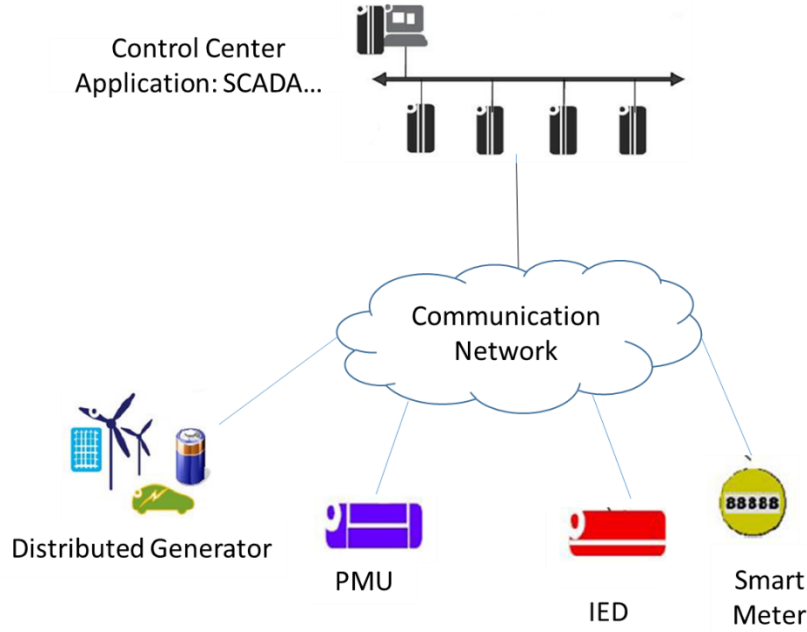 Control Center
Application: SCADA...
Communication
Network
88888
Distributed Generator
PMU
IED
Smart
Meter